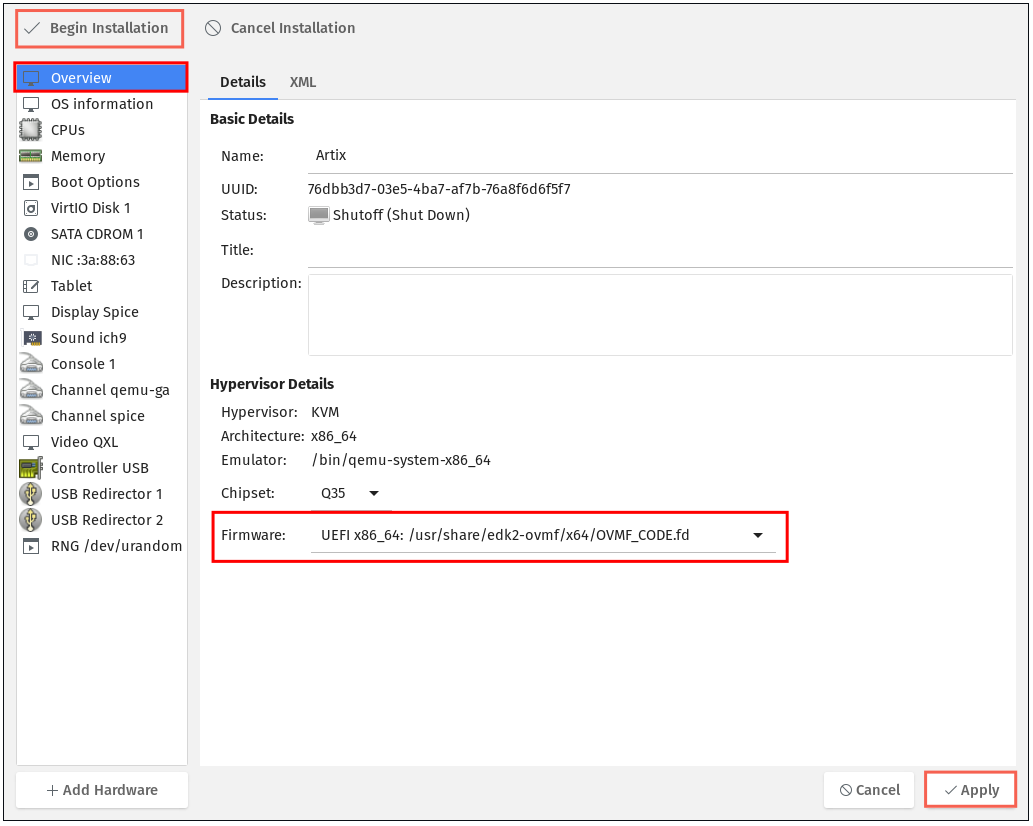 Begin Installation
Cancel Installation
Overview
OS information
CPUs
Memory
Boot Options
VirtIO Disk 1
SATA CDROM 1
NIC :3a:88:63
Tablet
Display Spice
Sound ich9
Console 1
Channel qemu-ga
Channel spice
Video QXL
Controller USB
USB Redirector 1
USB Redirector 2
RNG /dev/urandom
Add Hardware
Details XML
Basic Details
Name: Artix
UUID: 76dbb3d7-03e5-4ba7-af7b-76a8f6d6f5f7
Status: Shutoff (Shut Down)
Title:
Description:
Hypervisor Details
Hypervisor: KVM
Architecture: x86_64
Emulator: /bin/qemu-system-x86_64
Chipset: Q35
Firmware: UEFI x86_64: /usr/share/edk2-ovmf/x64/OVMF_CODE.fd
Cancel
Apply